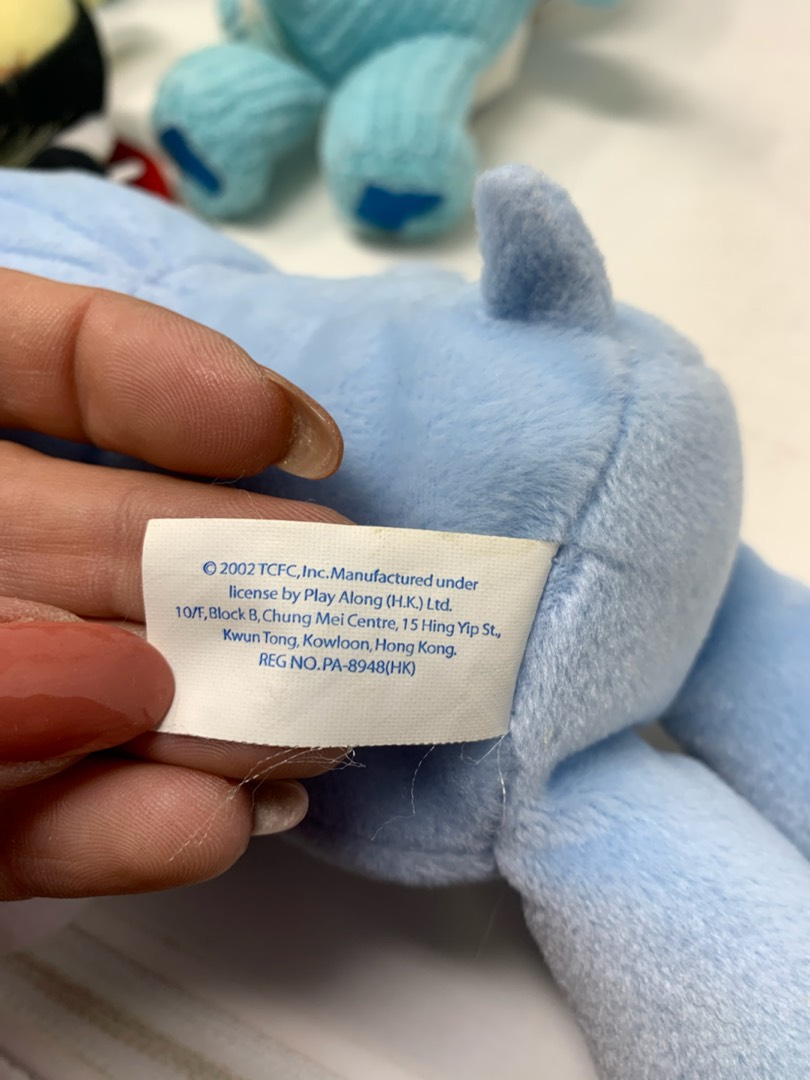 © 2002 TCFC, Inc. Manufactured under
license by Play Along (H.K.) Ltd.
10/F, Block B, Chung Mei Centre, 15 Hing Yip St.,
Kwun Tong, Kowloon, Hong Kong.
REG NO. PA-8948(HK)